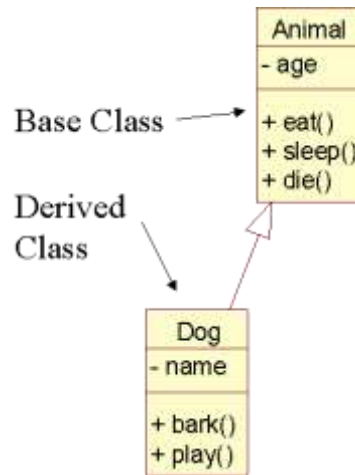 Animal
- age
+ eat()
+ sleep()
+ die()
Base Class
Derived
Class
Dog
- name
+ bark()
+ play()